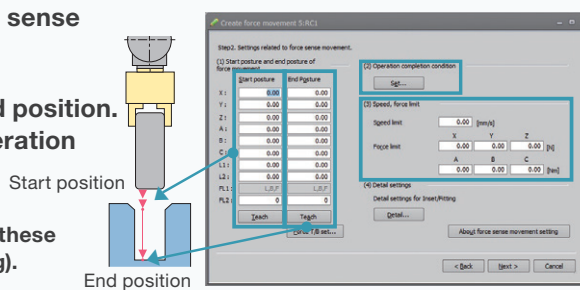 sense
d position.
eration
Start position
these
g).
End position
Create force movement 5:RC1
Step2. Settings related to force sense movement.
(1) Start posture and end posture of
force movement
Start posture End Posture
X: 0.00 0.00
Y: 0.00 0.00
Z: 0.00 0.00
A: 0.00 0.00
B: 0.00 0.00
C: 0.00 0.00
L1: 0.00 0.00
L2: 0.00 0.00
FL1: L,B,F L,B,F
FL2: 0 0
Teach Teach
Force T/B set...
(2) Operation completion condition
Set...
(3) Speed, force limit
Speed limit 0.00 [mm/s]
X Y Z
Force limit 0.00 0.00 0.00 [N]
A B C
0.00 0.00 0.00 [Nm]
(4) Detail settings
Detail settings for Inset/Fitting
Detail...
About force sense movement setting
< Back Next > Cancel